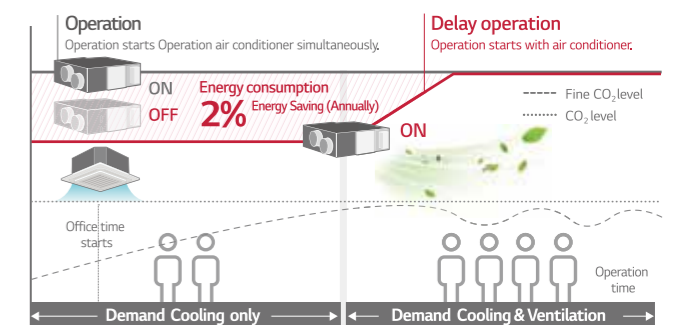 Operation
Operation starts Operation air conditioner simultaneously.
Delay operation
Operation starts with air conditioner.
ON
OFF
Energy consumption
2% Energy Saving (Annually)
ON
Fine CO₂ level
CO₂ level
Office time
starts
Operation
time
Demand Cooling only
Demand Cooling & Ventilation